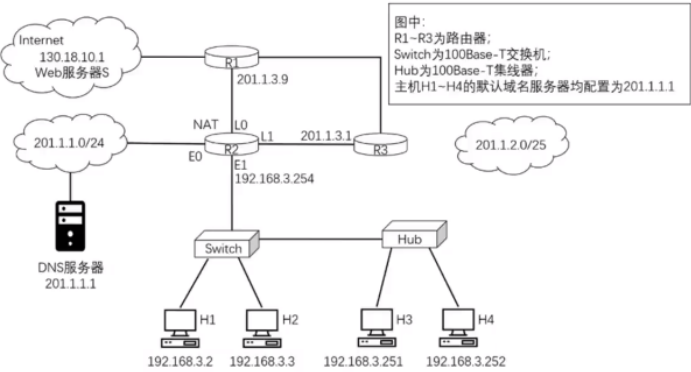 Internet
130.18.10.1
Web服务器S
R1
201.1.3.9
图中:
R1~R3为路由器;
Switch为100Base-T交换机;
Hub为100Base-T集线器;
主机H1~H4的默认域名服务器均配置为201.1.1.1
NAT
L0
L1
201.1.3.1
201.1.1.0/24
E0
R2
R3
201.1.2.0/25
E1
192.168.3.254
Switch
Hub
DNS服务器
201.1.1.1
H1
H2
H3
H4
192.168.3.2
192.168.3.3
192.168.3.251
192.168.3.252